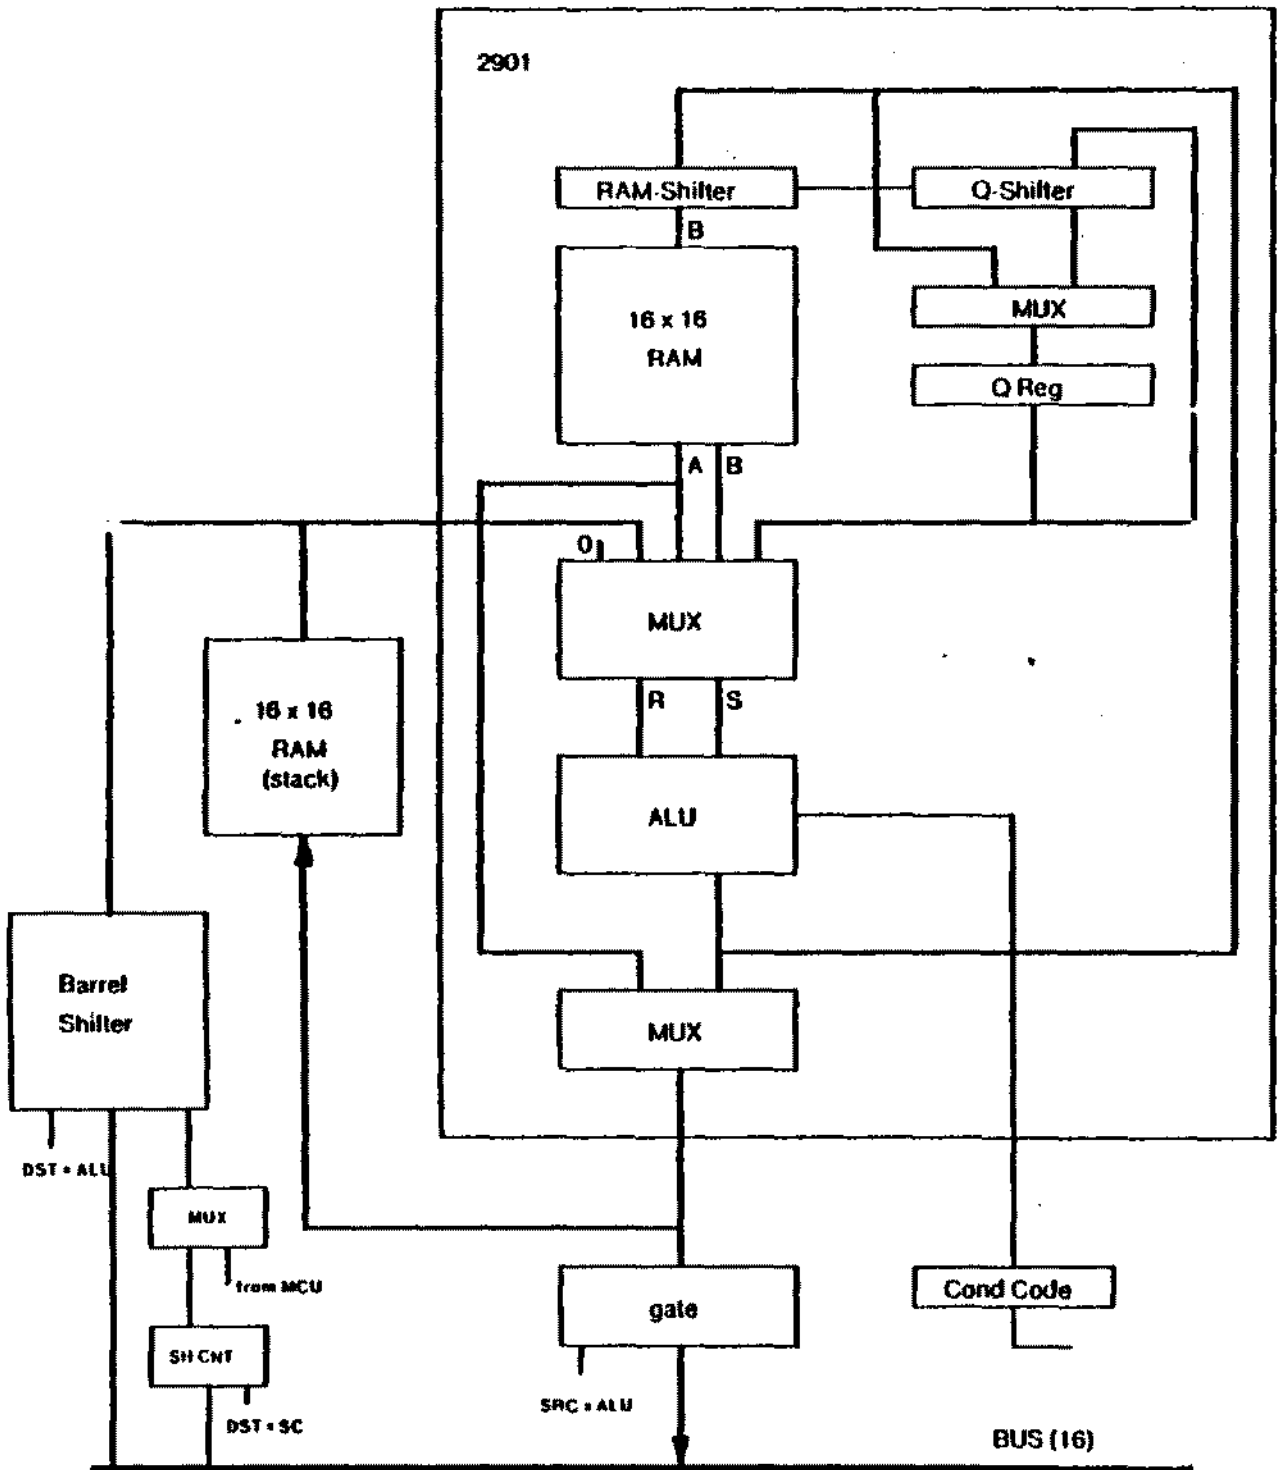 2901
RAM-Shifter
Q-Shifter
B
16 x 16
RAM
MUX
Q Reg
A
B
0
MUX
R
S
16 x 16
RAM
(stack)
ALU
Barrel
Shifter
MUX
DST = ALU
MUX
from MCU
gate
Cond Code
SH CNT
SRC = ALU
DST = SC
BUS (16)